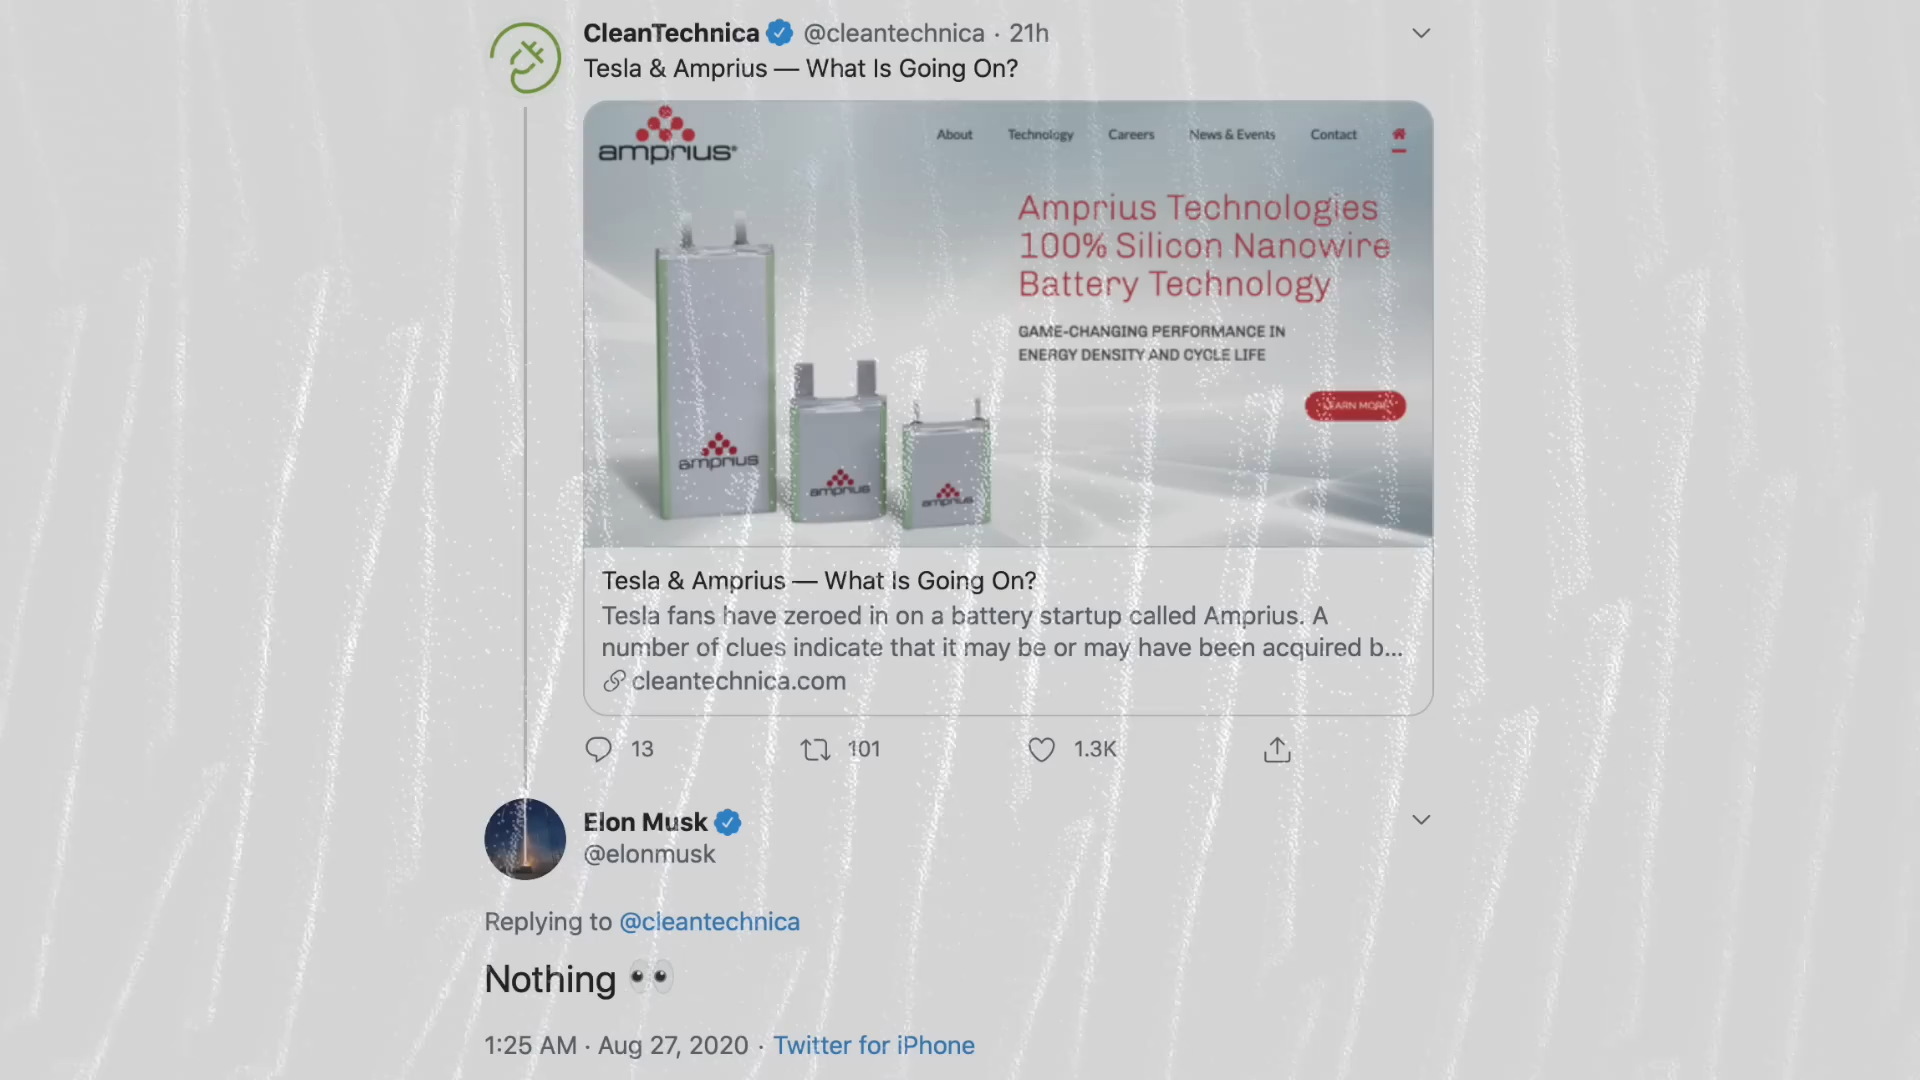 CleanTechnica @cleantechnica · 21h
Tesla & Amprius — What Is Going On?
amprius®
About Technology Careers News & Events Contact
Amprius Technologies
100% Silicon Nanowire
Battery Technology
GAME-CHANGING PERFORMANCE IN
ENERGY DENSITY AND CYCLE LIFE
LEARN MORE
amprius
amprius
amprius
Tesla & Amprius — What Is Going On?
Tesla fans have zeroed in on a battery startup called Amprius. A
number of clues indicate that it may be or may have been acquired b...
cleantechnica.com
13 101 1.3K
Elon Musk
@elonmusk
Replying to @cleantechnica
Nothing 👀
1:25 AM · Aug 27, 2020 · Twitter for iPhone